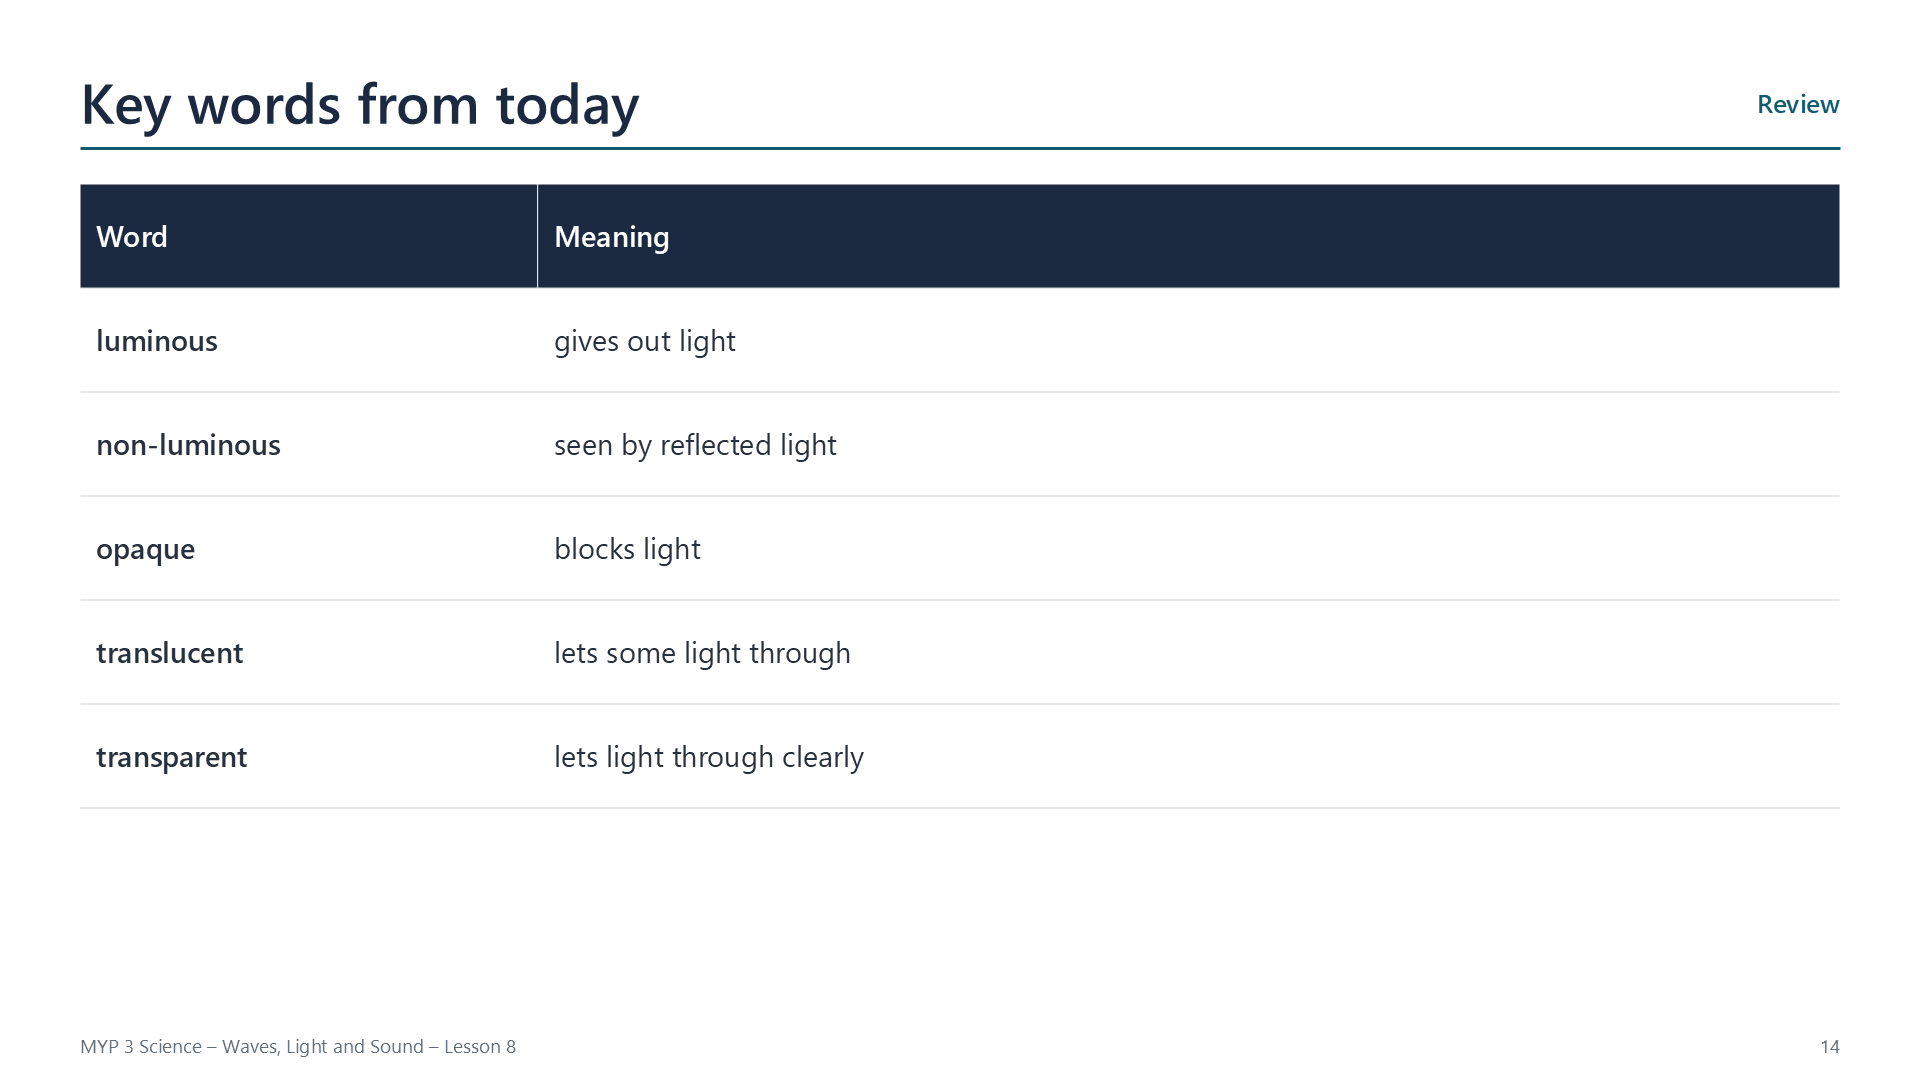 Key words from today
Review
Word Meaning
luminous gives out light
non-luminous seen by reflected light
opaque blocks light
translucent lets some light through
transparent lets light through clearly
MYP 3 Science – Waves, Light and Sound – Lesson 8
14